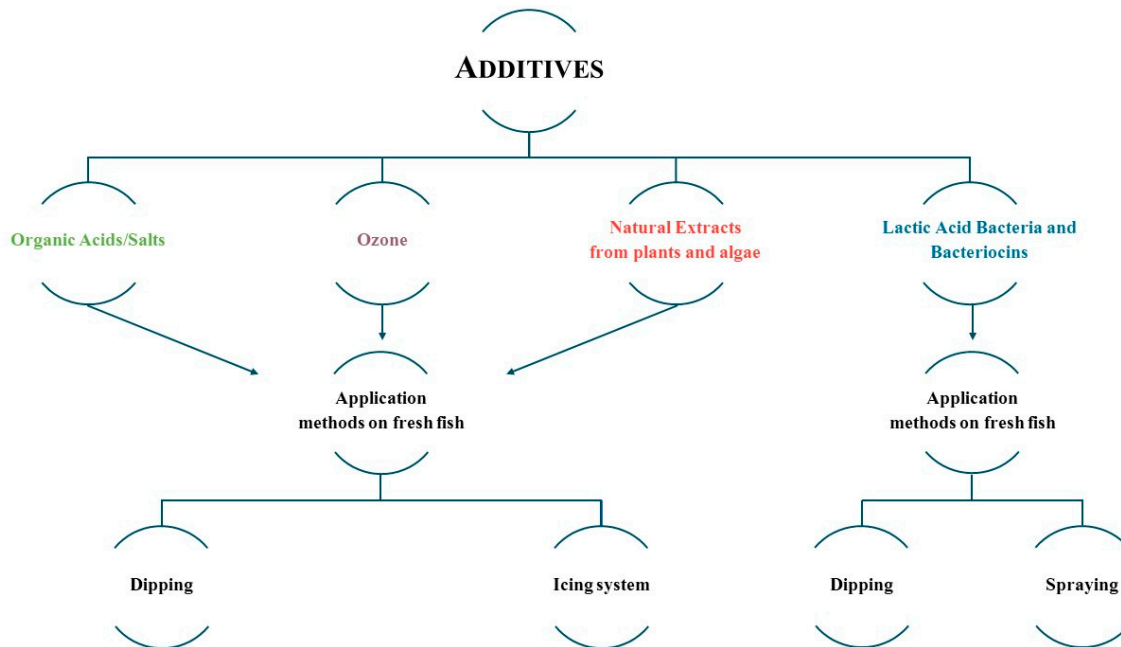 ADDITIVES
Organic Acids/Salts
Ozone
Natural Extracts
from plants and algae
Lactic Acid Bacteria and
Bacteriocins
Application
methods on fresh fish
Application
methods on fresh fish
Dipping
Icing system
Dipping
Spraying